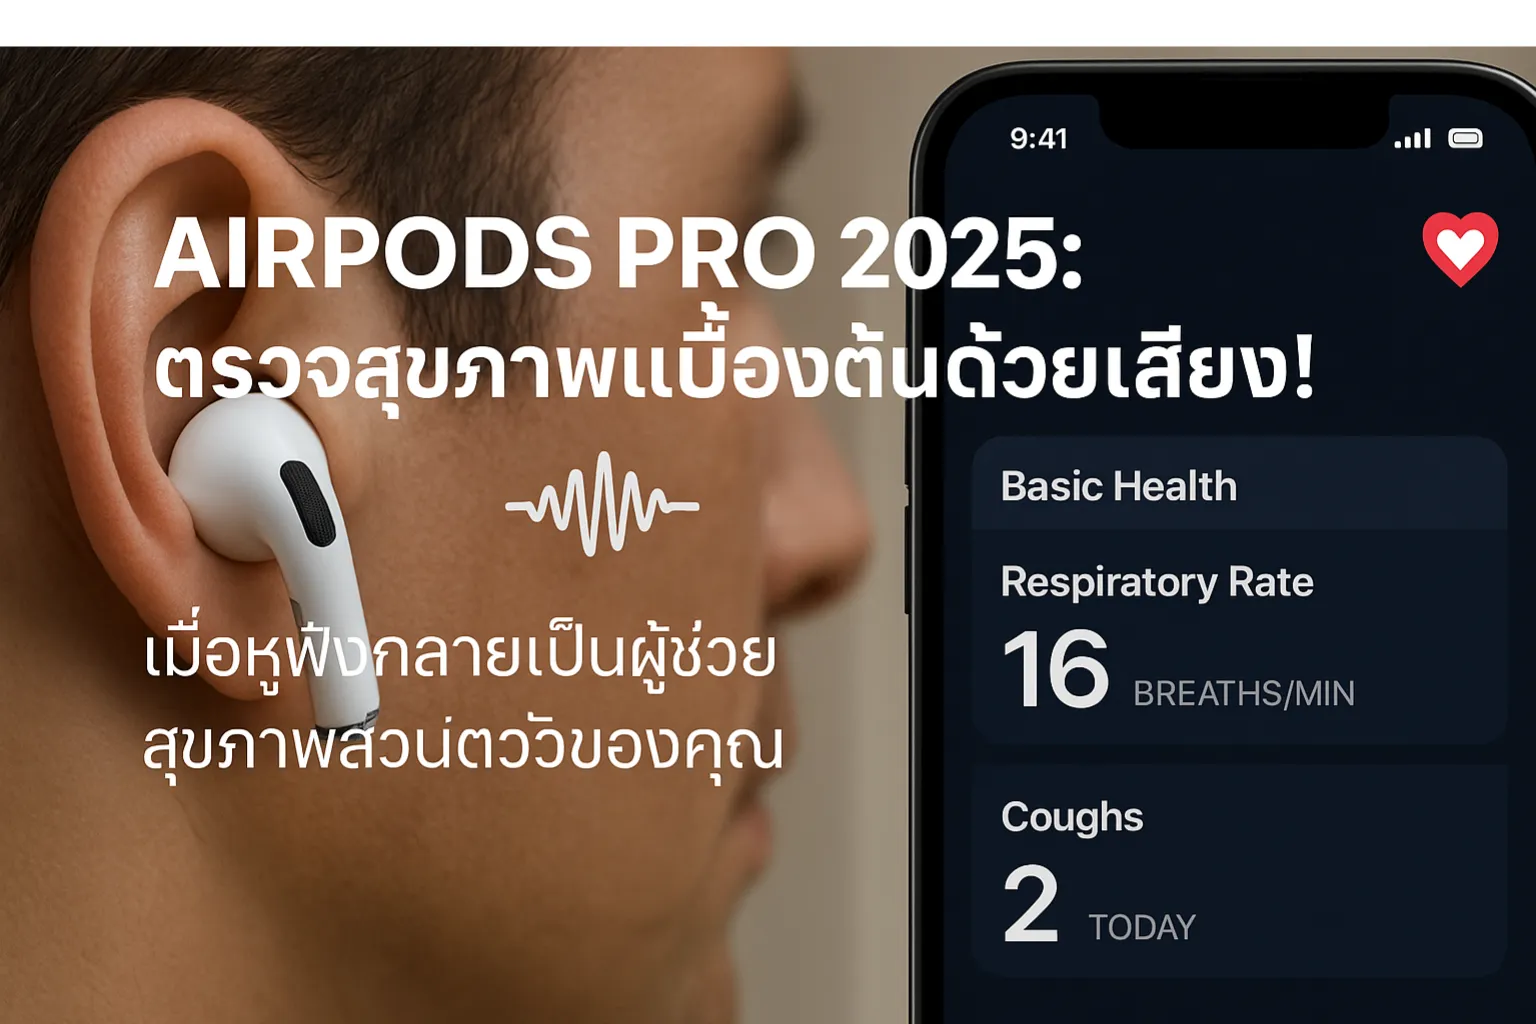 9:41
AIRPODS PRO 2025:
ตรวจสุขภาพแบื้องต้นด้วยเสียง!
เมื่อหูฟังกลายเป็นผู้ช่วย
สุขภาพสวน่ตววัของคุณ
Basic Health
Respiratory Rate
16 BREATHS/MIN
Coughs
2 TODAY